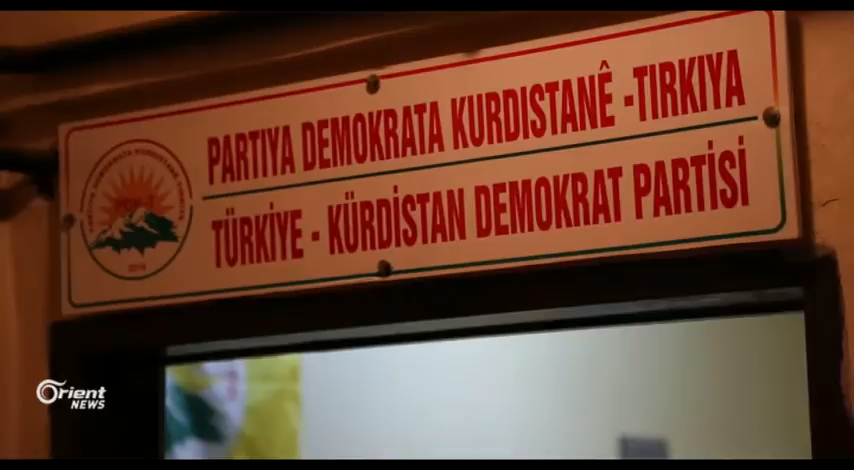 PARTIYA DEMOKRATA KURDISTANÊ -TIRKIYA
TÜRKİYE - KÜRDİSTAN DEMOKRAT PARTİSİ
Orient
NEWS